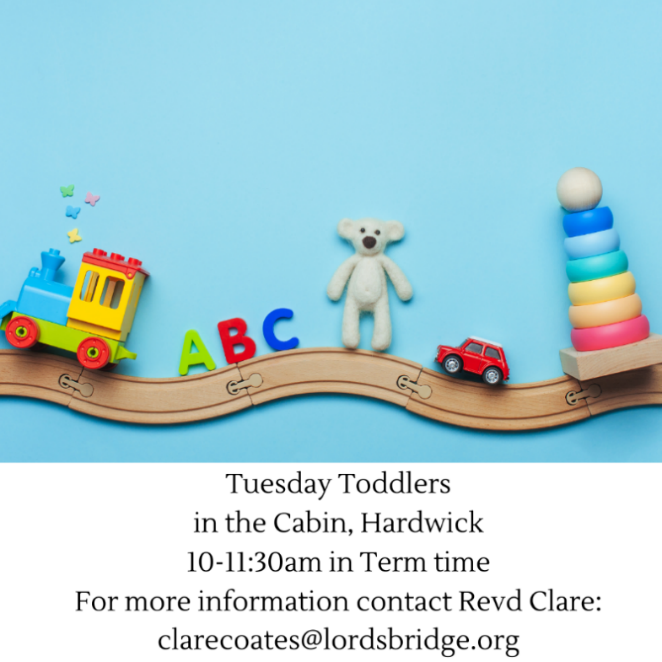 ABC
Tuesday Toddlers
in the Cabin, Hardwick
10-11:30am in Term time
For more information contact Revd Clare:
clarecoates@lordsbridge.org